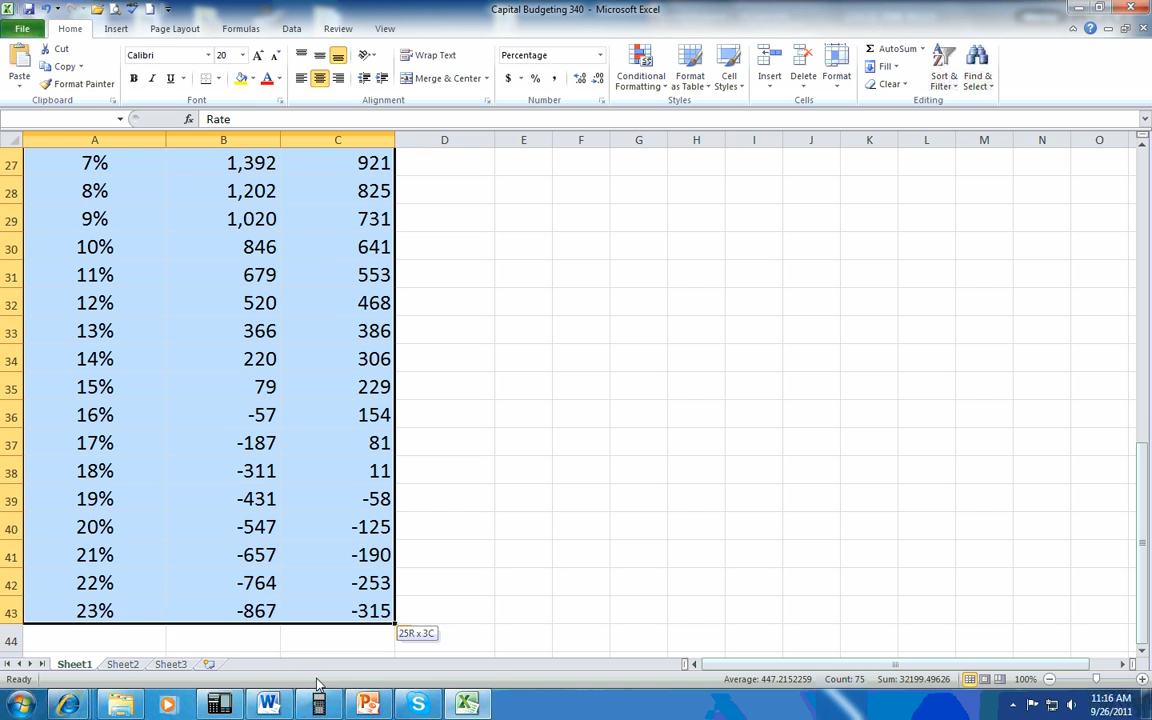 Capital Budgeting 340 - Microsoft Excel
File Home Insert Page Layout Formulas Data Review View
Paste Cut Copy Format Painter Clipboard
Calibri 20 A A B I U A Font
Wrap Text Merge & Center Alignment
Percentage $ % , Number
Conditional Formatting Format as Table Cell Styles Styles
Insert Delete Format Cells
AutoSum Fill Clear Sort & Filter Find & Select Editing
fx Rate
A B C D E F G H I J K L M N O
27 7% 1,392 921
28 8% 1,202 825
29 9% 1,020 731
30 10% 846 641
31 11% 679 553
32 12% 520 468
33 13% 366 386
34 14% 220 306
35 15% 79 229
36 16% -57 154
37 17% -187 81
38 18% -311 11
39 19% -431 -58
40 20% -547 -125
41 21% -657 -190
42 22% -764 -253
43 23% -867 -315
44
25R x 3C
Sheet1 Sheet2 Sheet3
Ready Average: 447.2152259 Count: 75 Sum: 32199.49626 100%
11:16 AM
9/26/2011